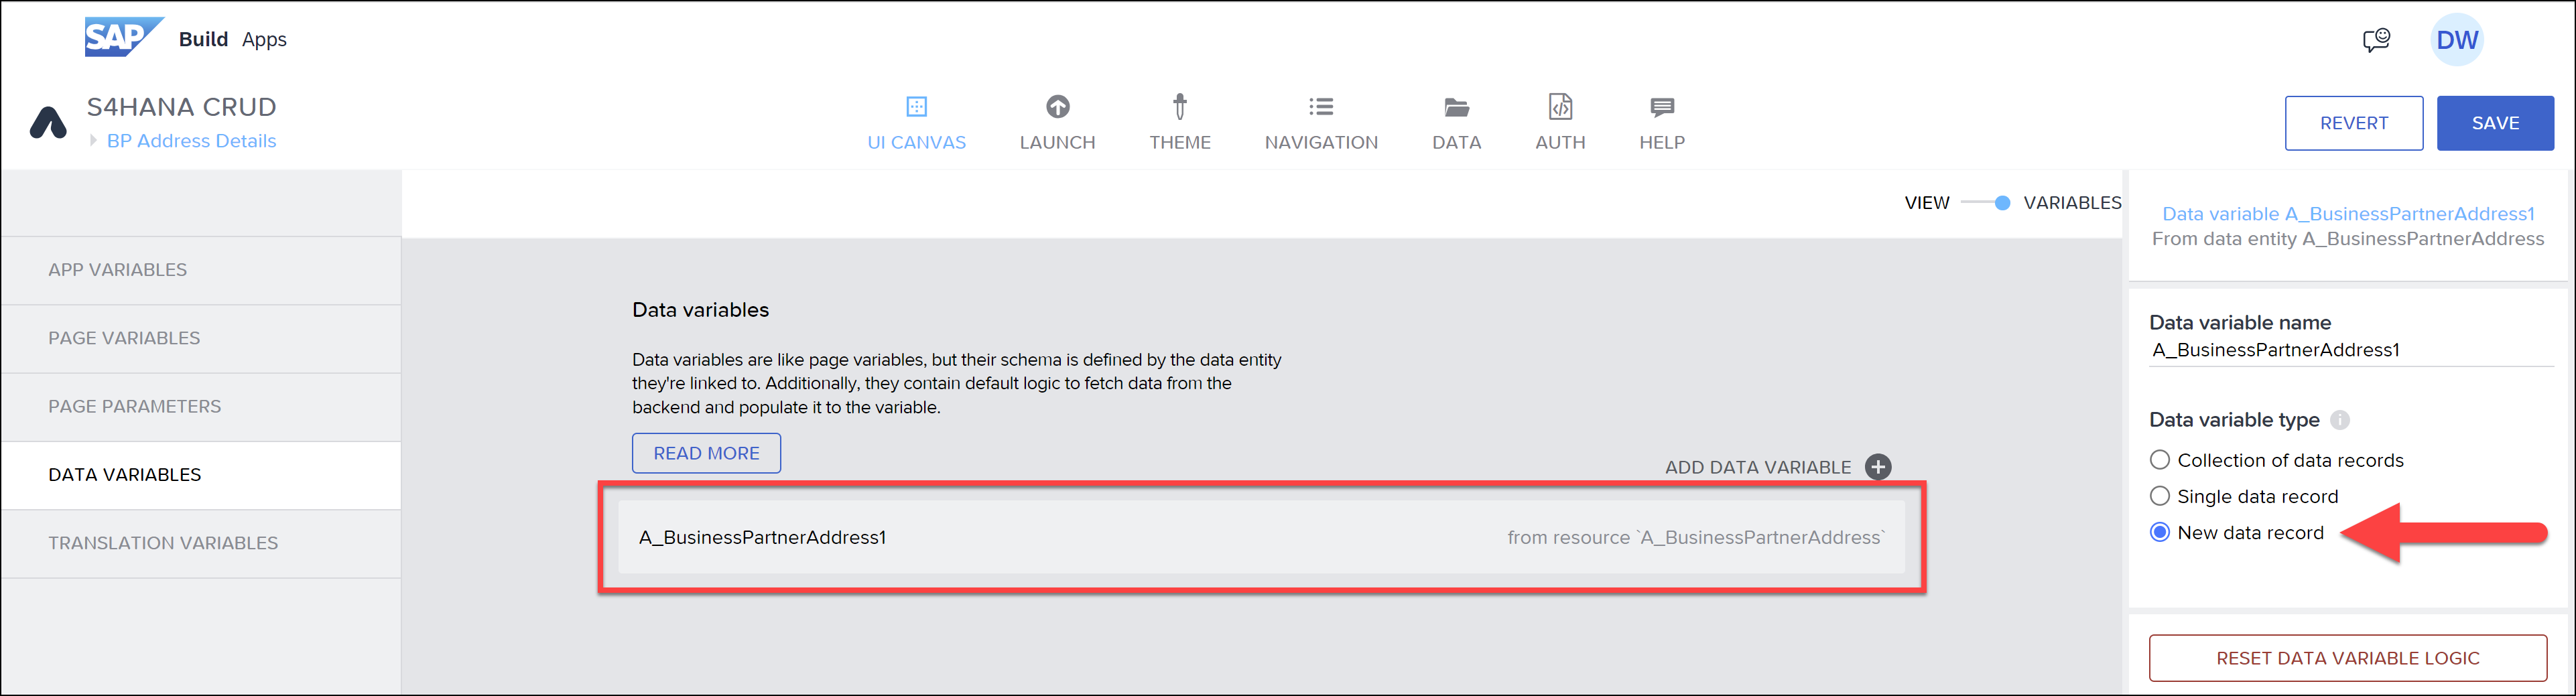 SAP Build Apps
DW
S4HANA CRUD
BP Address Details
UI CANVAS
LAUNCH
THEME
NAVIGATION
DATA
AUTH
HELP
REVERT
SAVE
VIEW
VARIABLES
APP VARIABLES
PAGE VARIABLES
PAGE PARAMETERS
DATA VARIABLES
TRANSLATION VARIABLES
Data variables
Data variables are like page variables, but their schema is defined by the data entity
they're linked to. Additionally, they contain default logic to fetch data from the
backend and populate it to the variable.
READ MORE
ADD DATA VARIABLE
A_BusinessPartnerAddress1
from resource `A_BusinessPartnerAddress`
Data variable A_BusinessPartnerAddress1
From data entity A_BusinessPartnerAddress
Data variable name
A_BusinessPartnerAddress1
Data variable type
Collection of data records
Single data record
New data record
RESET DATA VARIABLE LOGIC